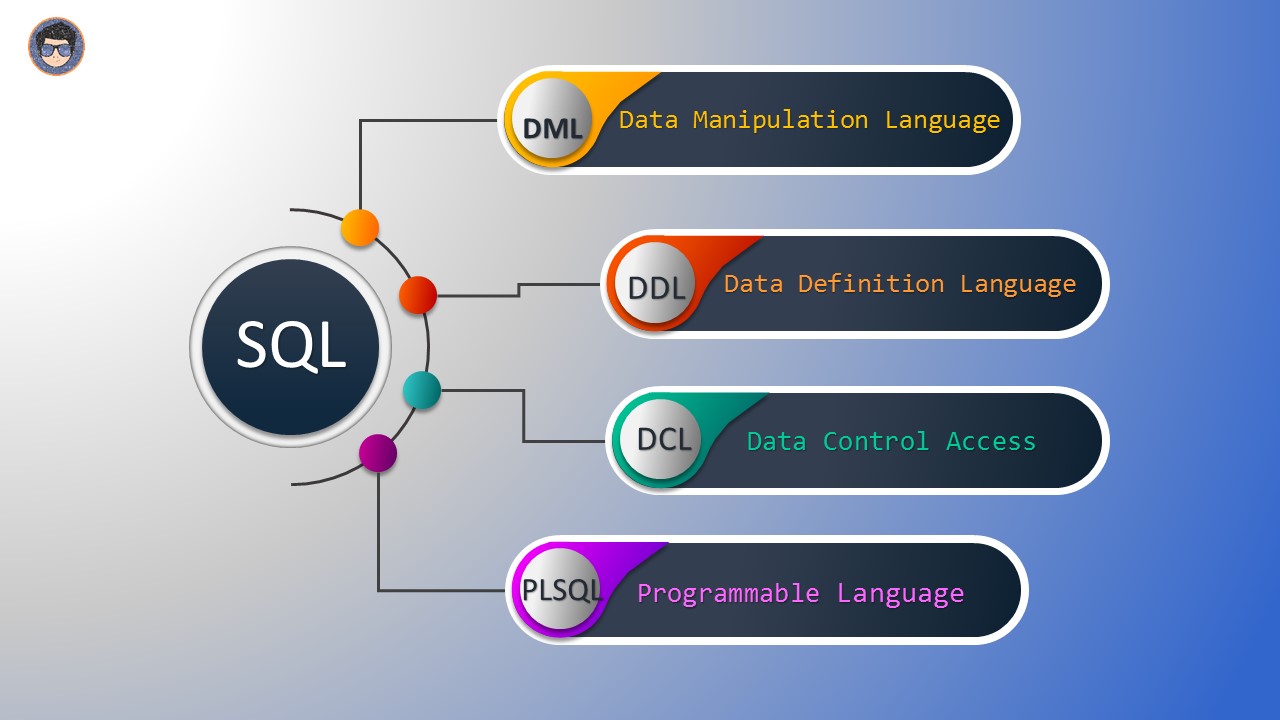 DML
Data Manipulation Language
DDL
Data Definition Language
SQL
DCL
Data Control Access
PLSQL
Programmable Language